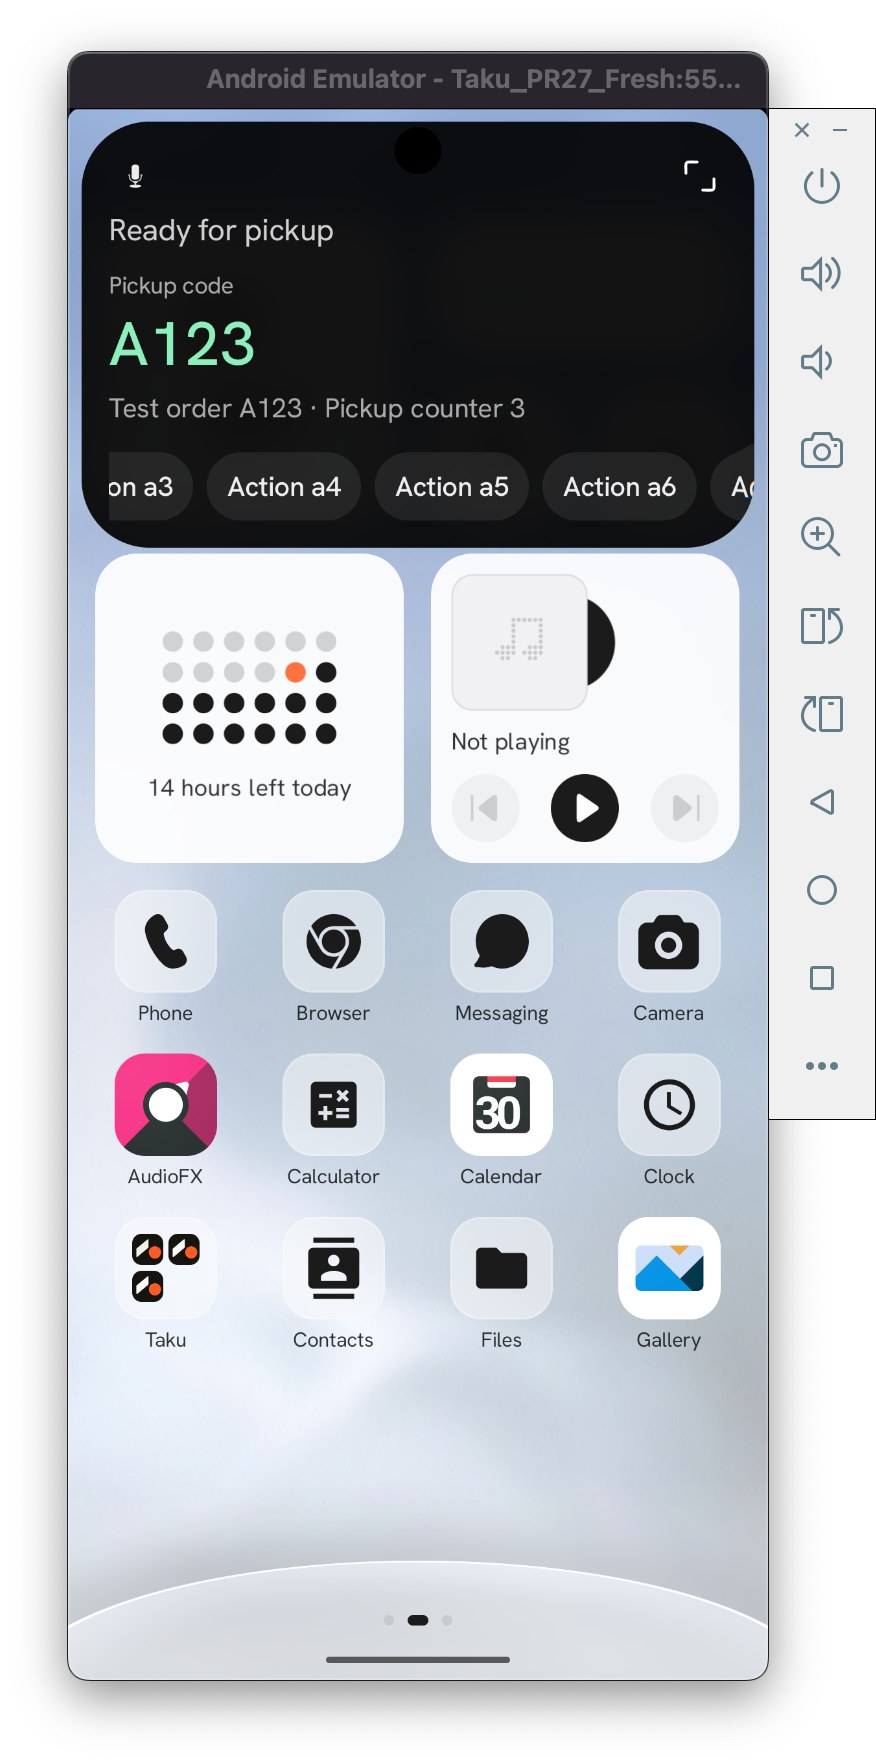 Android Emulator - Taku_PR27_Fresh:55...
Ready for pickup
Pickup code
A123
Test order A123 · Pickup counter 3
on a3 Action a4 Action a5 Action a6
14 hours left today
Not playing
Phone Browser Messaging Camera
30
AudioFX Calculator Calendar Clock
Taku Contacts Files Gallery